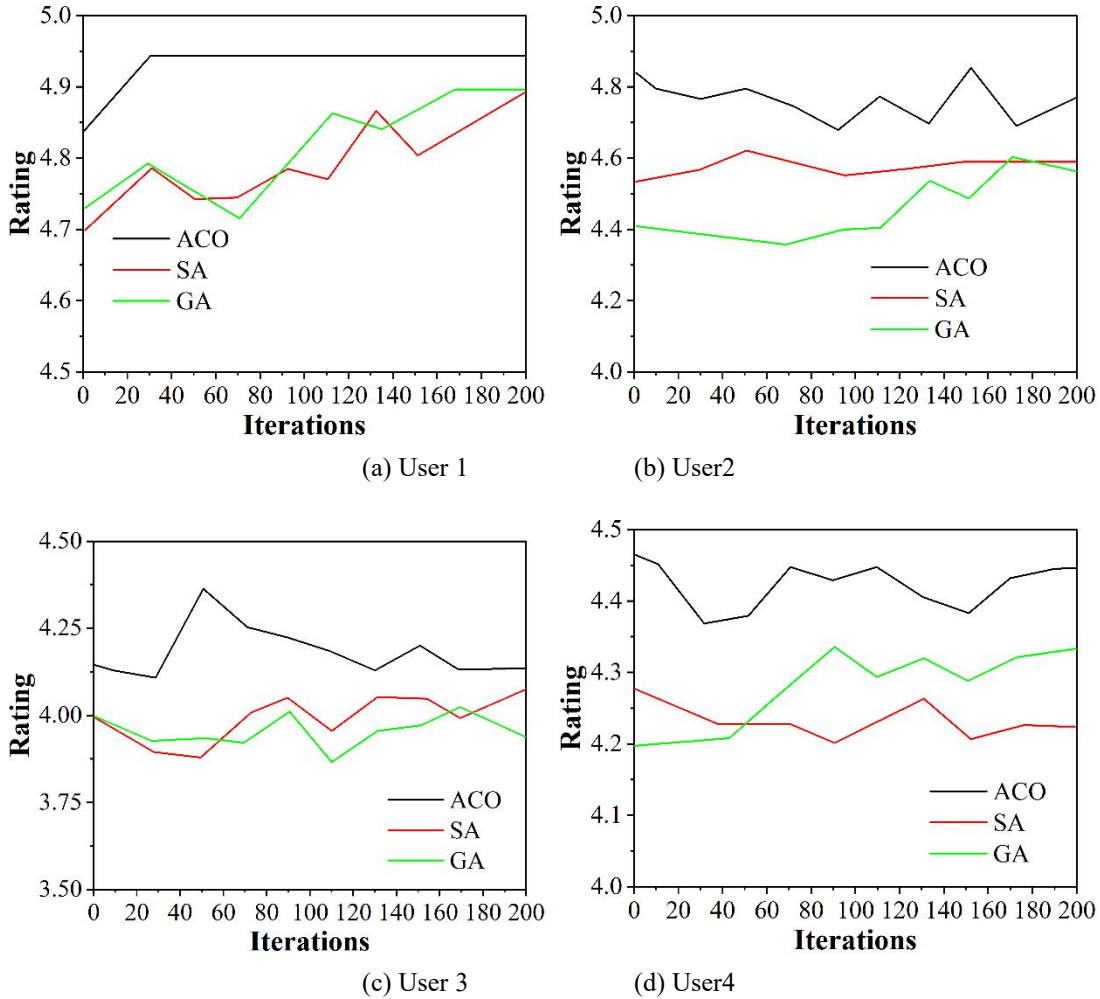 5.0
4.9
4.8
4.7
4.6
4.5
Rating
ACO
SA
GA
0 20 40 60 80 100 120 140 160 180 200
Iterations
(a) User 1
5.0
4.8
4.6
4.4
4.2
4.0
Rating
ACO
SA
GA
0 20 40 60 80 100 120 140 160 180 200
Iterations
(b) User2
4.50
4.25
4.00
3.75
3.50
Rating
ACO
SA
GA
0 20 40 60 80 100 120 140 160 180 200
Iterations
(c) User 3
4.5
4.4
4.3
4.2
4.1
4.0
Rating
ACO
SA
GA
0 20 40 60 80 100 120 140 160 180 200
Iterations
(d) User4